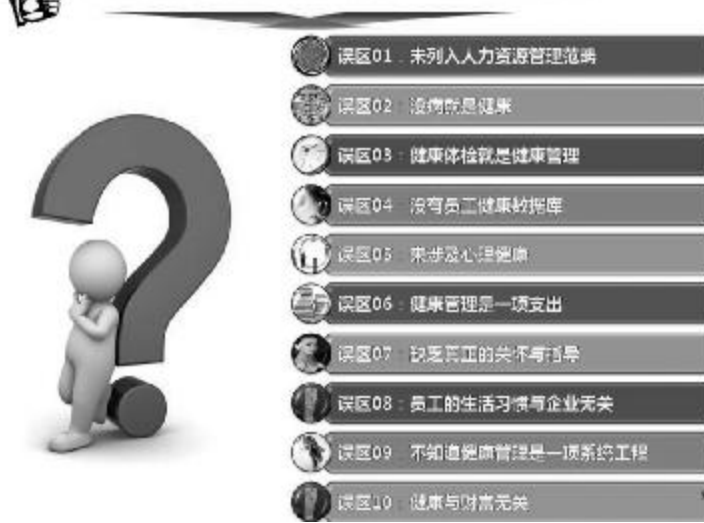 误区01：未列入人力资源管理范畴
误区02：没病就是健康
误区03：健康体检就是健康管理
误区04：没有员工健康数据库
误区05：未涉及心理健康
误区06：健康管理是一项支出
误区07：缺乏真正的关怀与指导
误区08：员工的生活习惯与企业无关
误区09：不知道健康管理是一项系统工程
误区10：健康与财富无关